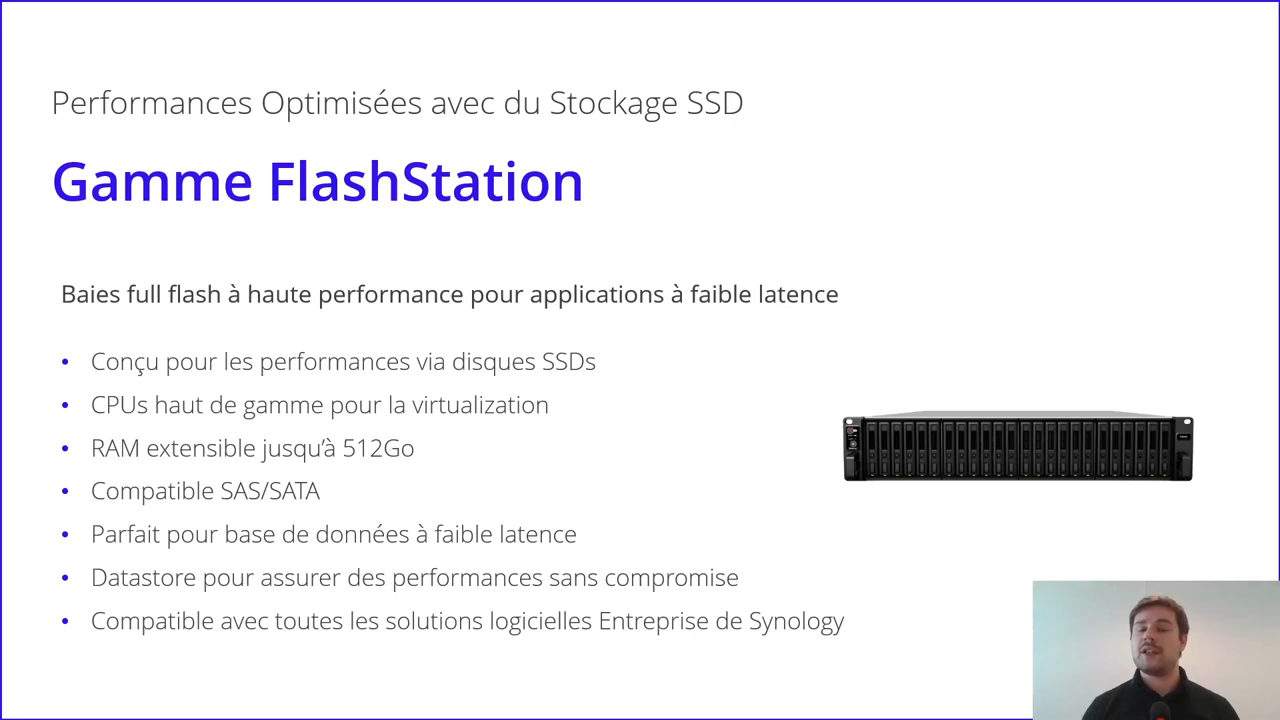 Performances Optimisées avec du Stockage SSD
Gamme FlashStation
Baies full flash à haute performance pour applications à faible latence
• Conçu pour les performances via disques SSDs
• CPUs haut de gamme pour la virtualization
• RAM extensible jusqu’à 512Go
• Compatible SAS/SATA
• Parfait pour base de données à faible latence
• Datastore pour assurer des performances sans compromise
• Compatible avec toutes les solutions logicielles Entreprise de Synology